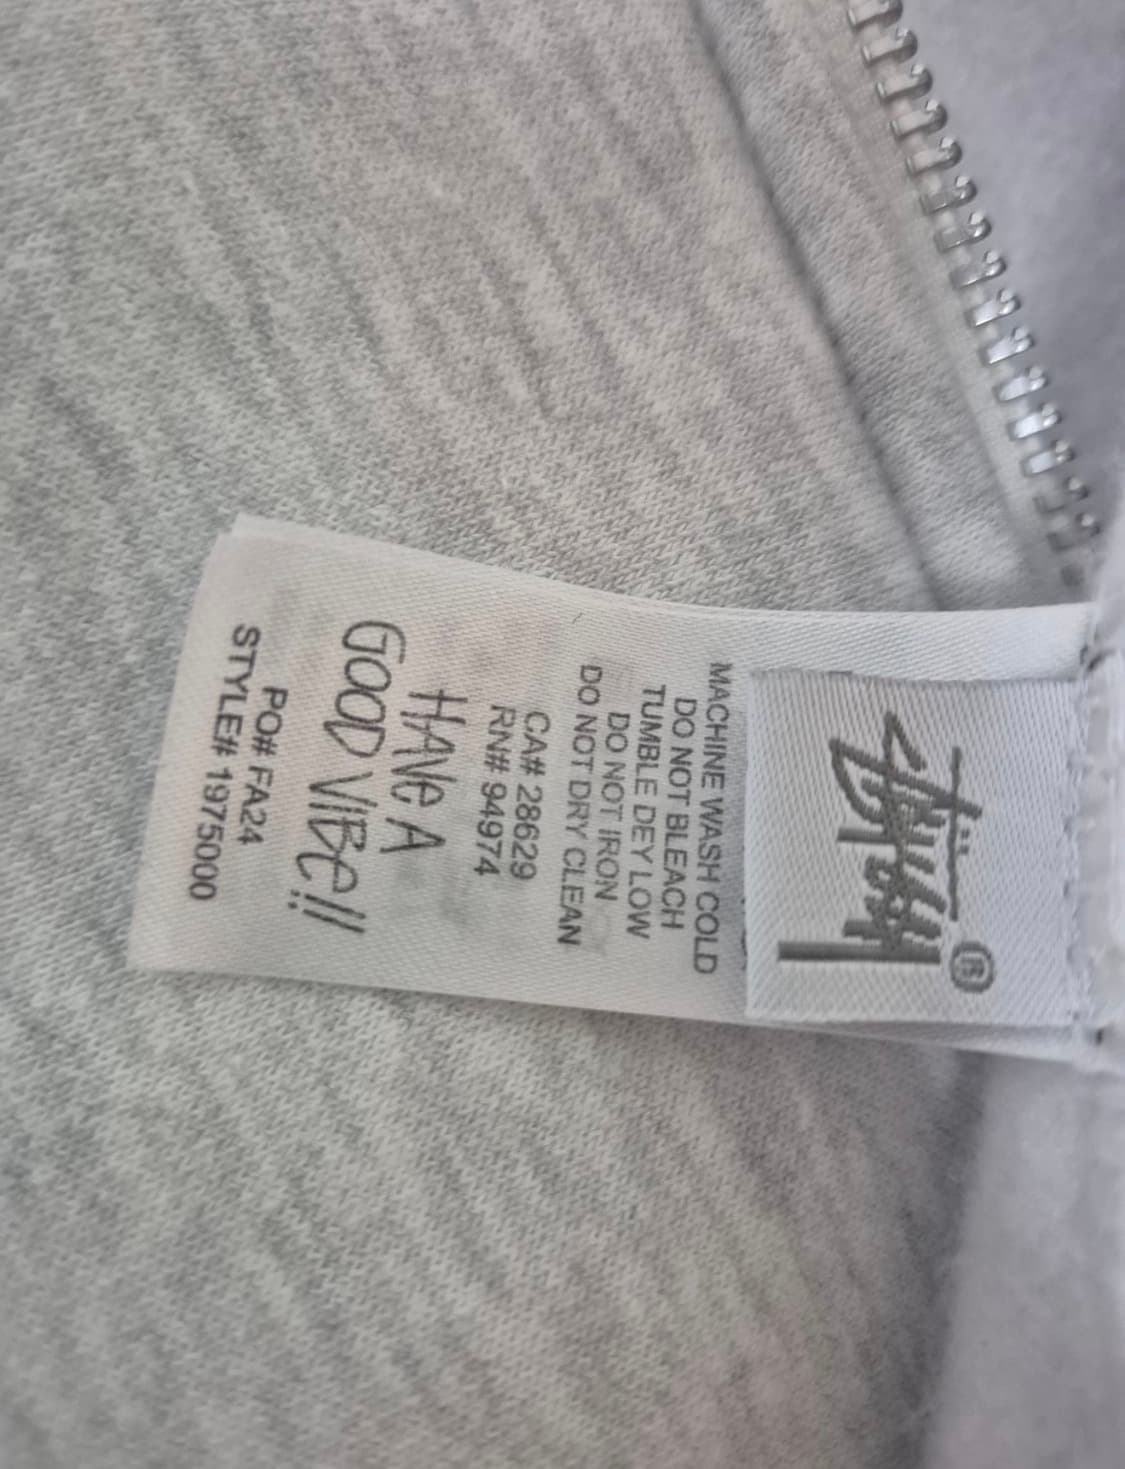 Stüssy®
MACHINE WASH COLD
DO NOT BLEACH
TUMBLE DEY LOW
DO NOT IRON
DO NOT DRY CLEAN
CA# 28629
RN# 94974
HAVE A
GOOD VIBE!!
PO# FA24
STYLE# 1975000